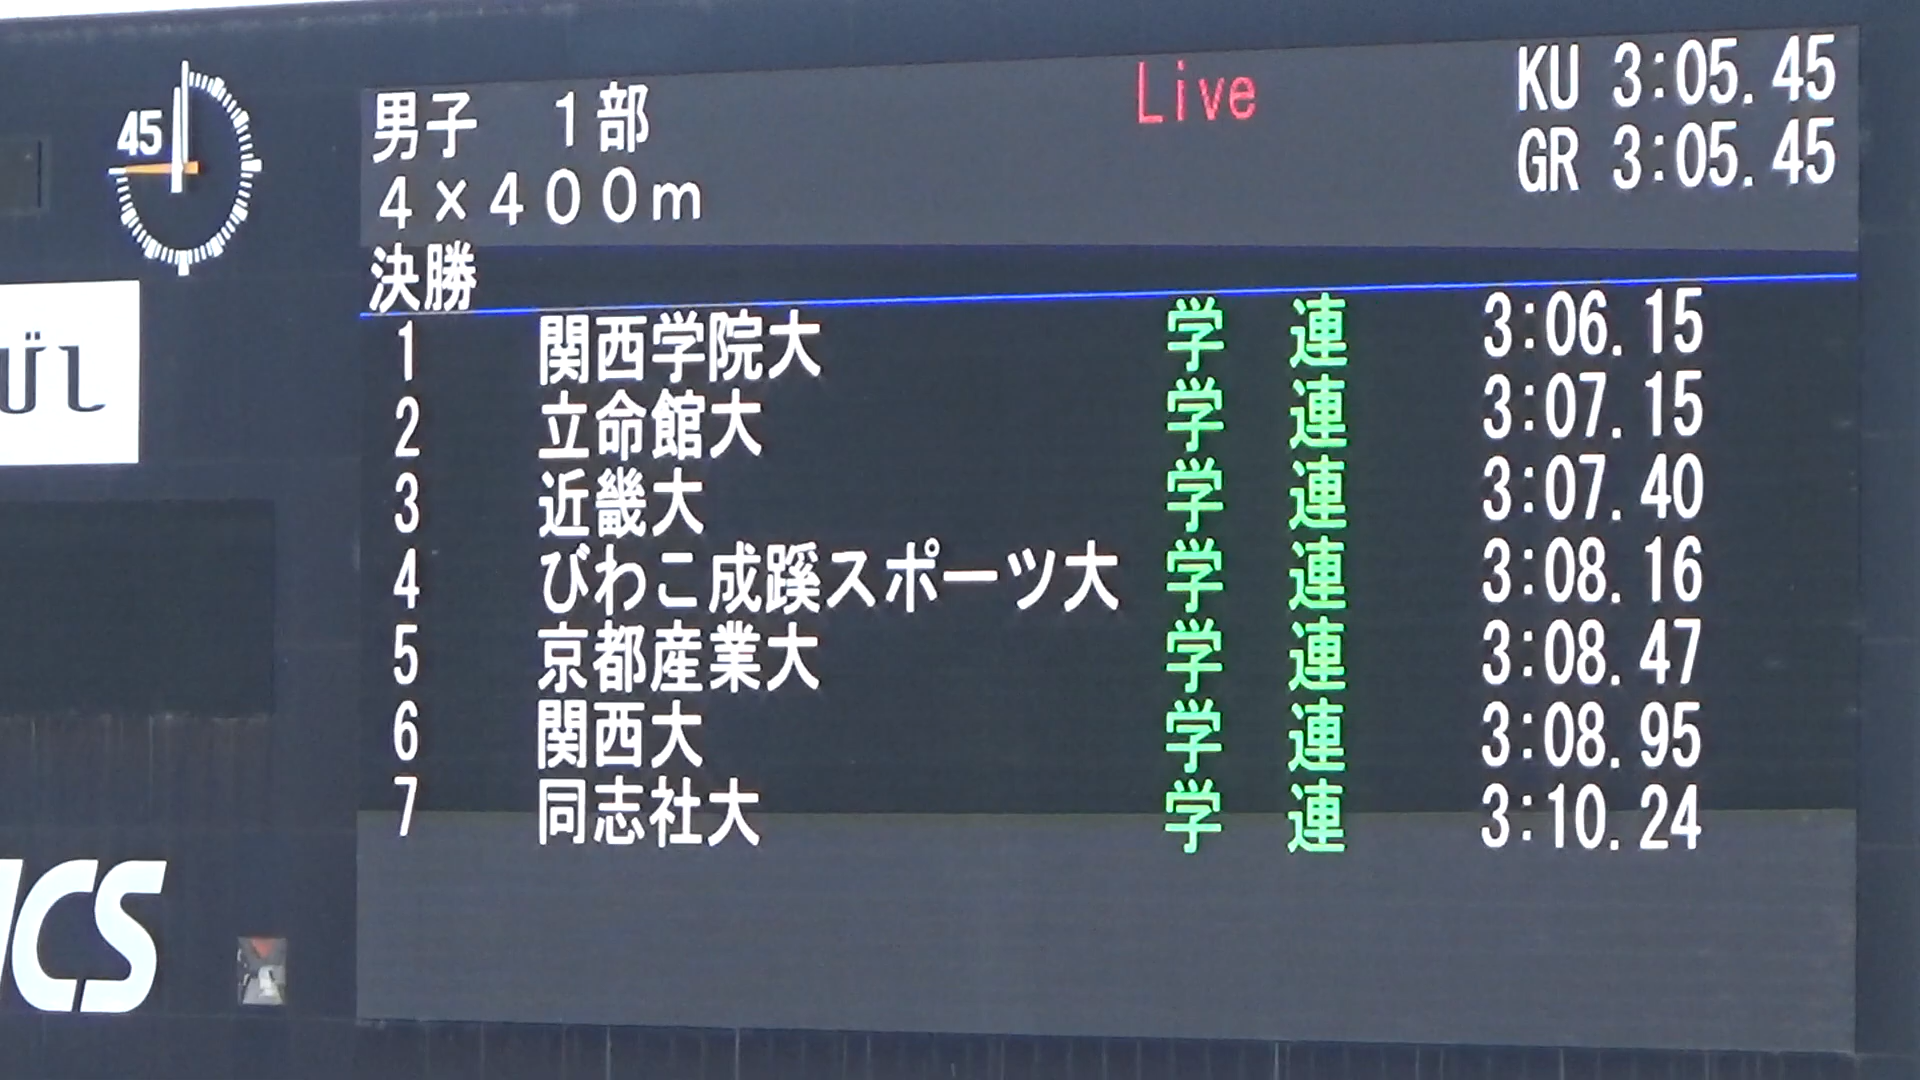 45
男子　１部
Live
KU 3:05.45
４×４００ｍ
GR 3:05.45
決勝
1 関西学院大 学 連 3:06.15
2 立命館大 学 連 3:07.15
3 近畿大 学 連 3:07.40
4 びわこ成蹊スポーツ大 学 連 3:08.16
5 京都産業大 学 連 3:08.47
6 関西大 学 連 3:08.95
7 同志社大 学 連 3:10.24
ICS